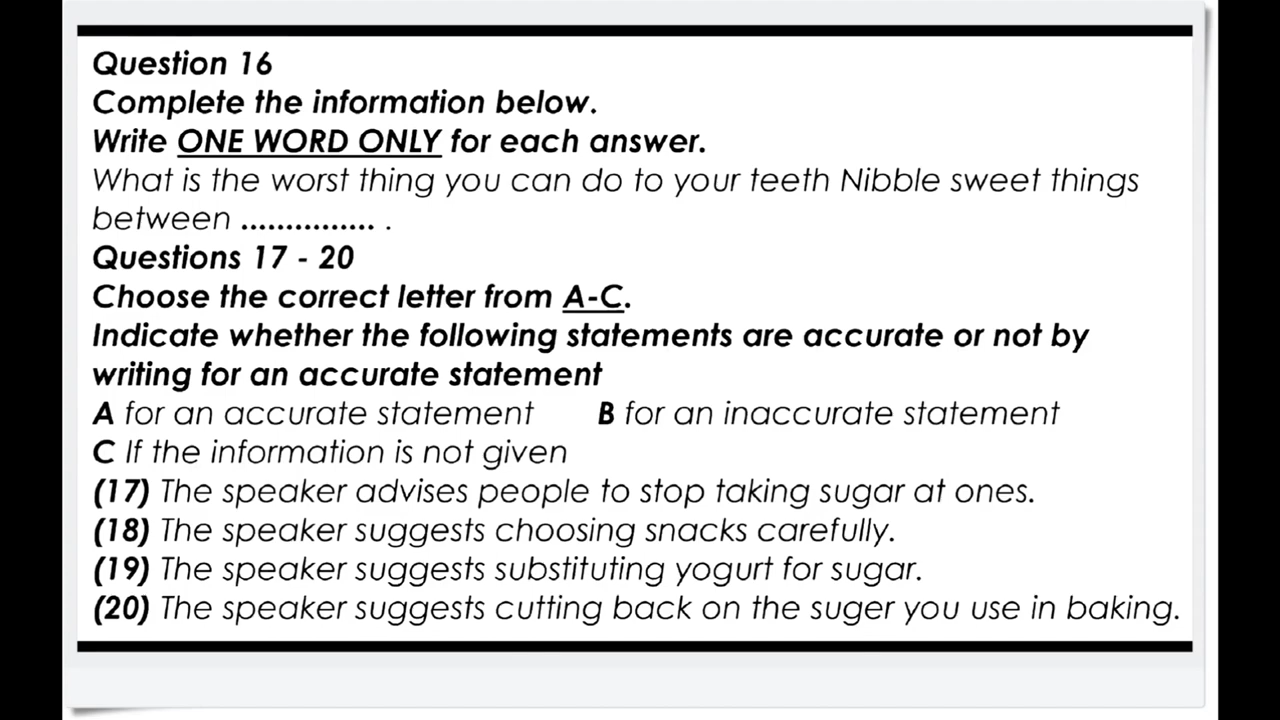 Question 16
Complete the information below.
Write ONE WORD ONLY for each answer.
What is the worst thing you can do to your teeth Nibble sweet things
between ............... .
Questions 17 - 20
Choose the correct letter from A-C.
Indicate whether the following statements are accurate or not by
writing for an accurate statement
A for an accurate statement B for an inaccurate statement
C If the information is not given
(17) The speaker advises people to stop taking sugar at ones.
(18) The speaker suggests choosing snacks carefully.
(19) The speaker suggests substituting yogurt for sugar.
(20) The speaker suggests cutting back on the suger you use in baking.